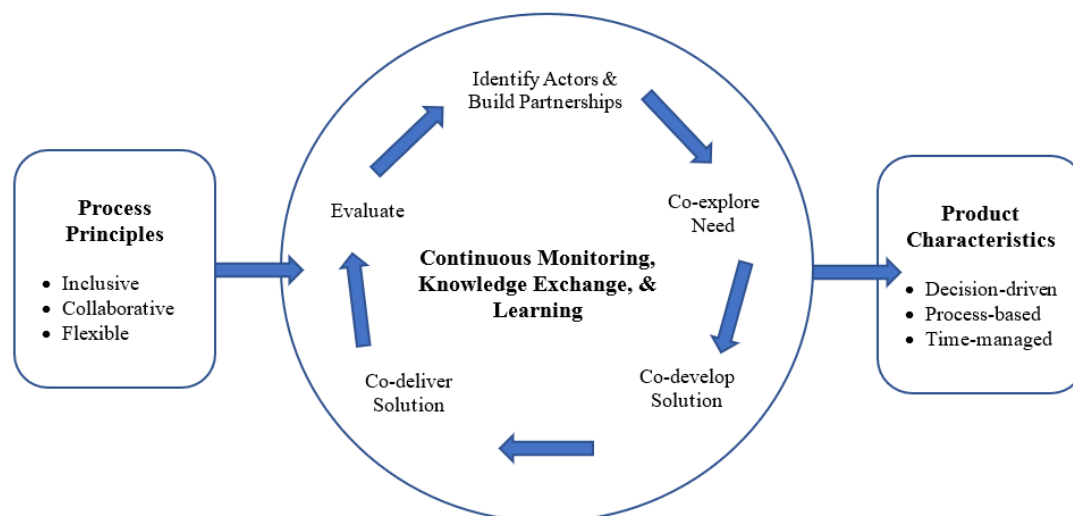 Process
Principles
• Inclusive
• Collaborative
• Flexible
Identify Actors &
Build Partnerships
Co-explore
Need
Co-develop
Solution
Co-deliver
Solution
Evaluate
Continuous Monitoring,
Knowledge Exchange, &
Learning
Product
Characteristics
• Decision-driven
• Process-based
• Time-managed